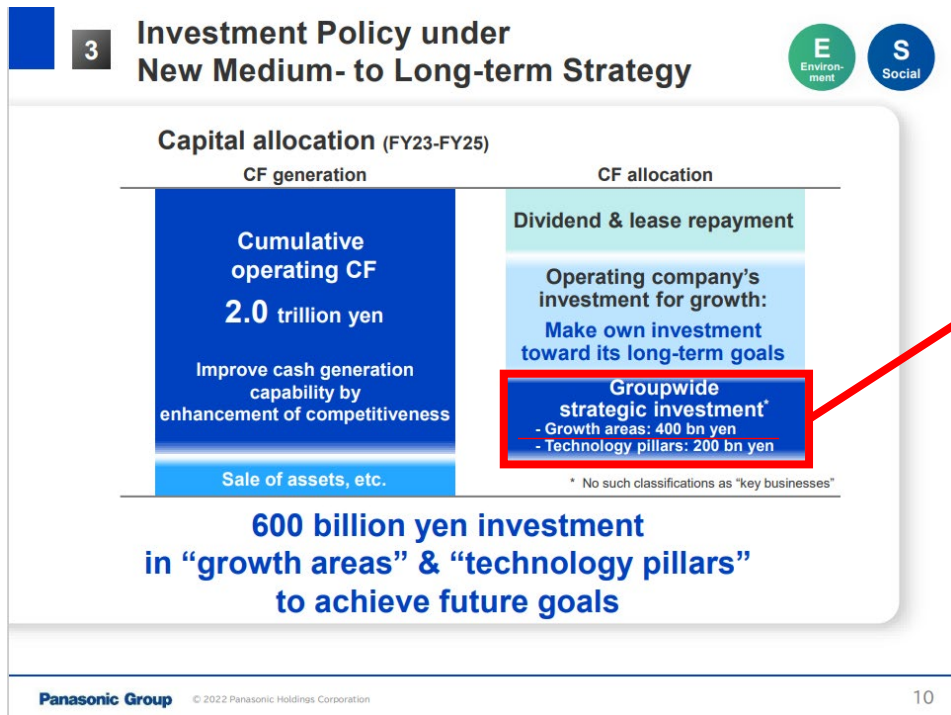 3
Investment Policy under
New Medium- to Long-term Strategy
E
Environ-
ment
S
Social
Capital allocation (FY23-FY25)
CF generation
Cumulative
operating CF
2.0 trillion yen
Improve cash generation
capability by
enhancement of competitiveness
Sale of assets, etc.
CF allocation
Dividend & lease repayment
Operating company's
investment for growth:
Make own investment
toward its long-term goals
Groupwide
strategic investment*
- Growth areas: 400 bn yen
- Technology pillars: 200 bn yen
* No such classifications as “key businesses”
600 billion yen investment
in “growth areas” & “technology pillars”
to achieve future goals
Panasonic Group © 2022 Panasonic Holdings Corporation
10